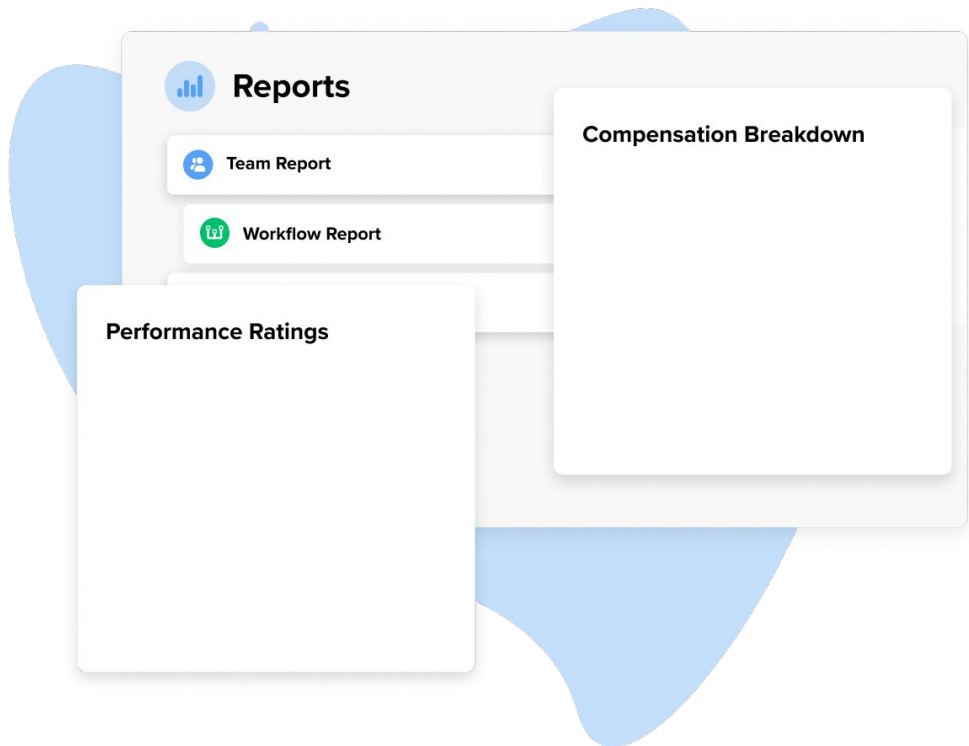 Reports
Team Report
Workflow Report
Compensation Breakdown
Performance Ratings